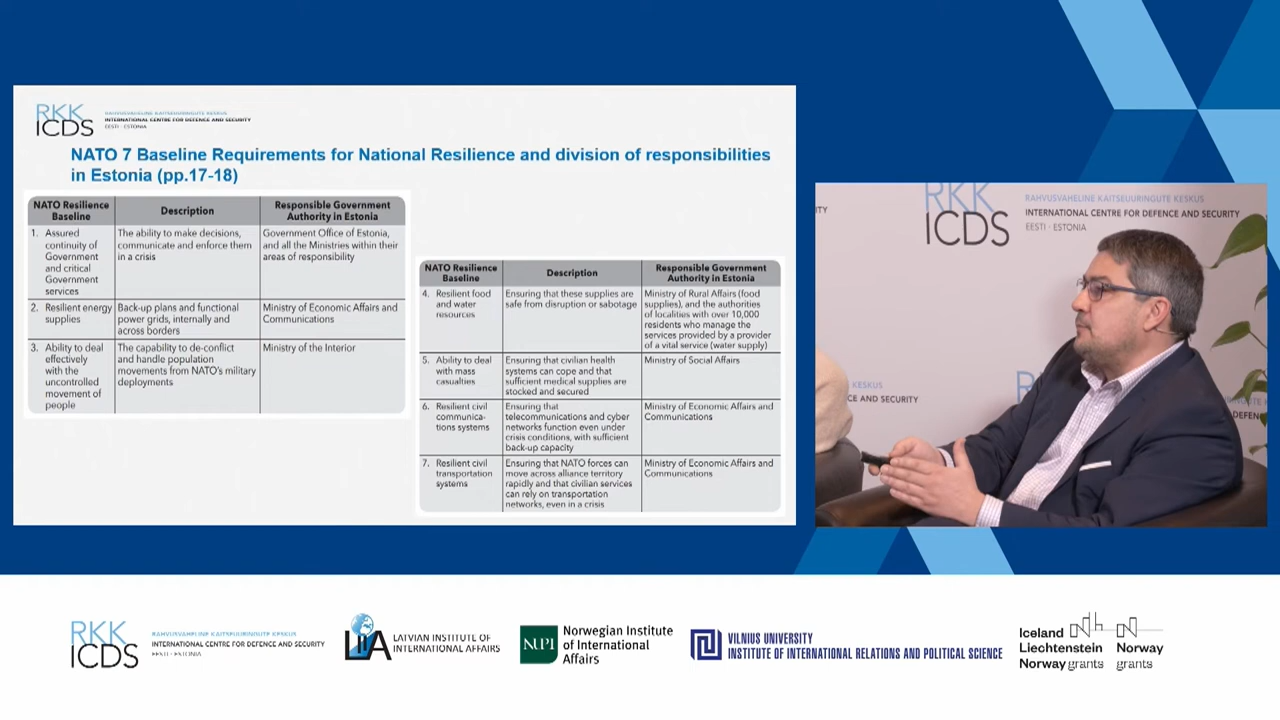 RKK
ICDS
RAHVUSVAHELINE KAITSEUURINGUTE KESKUS
INTERNATIONAL CENTRE FOR DEFENCE AND SECURITY
EESTI · ESTONIA
NATO 7 Baseline Requirements for National Resilience and division of responsibilities
in Estonia (pp.17-18)
NATO Resilience
Baseline
Description
Responsible Government
Authority in Estonia
1. Assured
continuity of
Government
and critical
Government
services
The ability to make decisions,
communicate and enforce them
in a crisis
Government Office of Estonia,
and all the Ministries within their
areas of responsibility
2. Resilient energy
supplies
Back-up plans and functional
power grids, internally and
across borders
Ministry of Economic Affairs and
Communications
3. Ability to deal
effectively
with the
uncontrolled
movement of
people
The capability to de-conflict
and handle population
movements from NATO's military
deployments
Ministry of the Interior
NATO Resilience
Baseline
Description
Responsible Government
Authority in Estonia
4. Resilient food
and water
resources
Ensuring that these supplies are
safe from disruption or sabotage
Ministry of Rural Affairs (food
supplies), and the authorities
of localities with over 10,000
residents who manage the
services provided by a provider
of a vital service (water supply)
5. Ability to deal
with mass
casualties
Ensuring that civilian health
systems can cope and that
sufficient medical supplies are
stocked and secured
Ministry of Social Affairs
6. Resilient civil
communica-
tions systems
Ensuring that
telecommunications and cyber
networks function even under
crisis conditions, with sufficient
back-up capacity
Ministry of Economic Affairs and
Communications
7. Resilient civil
transportation
systems
Ensuring that NATO forces can
move across alliance territory
rapidly and that civilian services
can rely on transportation
networks, even in a crisis
Ministry of Economic Affairs and
Communications
RKK
ICDS
RAHVUSVAHELINE KAITSEUURINGUTE KESKUS
INTERNATIONAL CENTRE FOR DEFENCE AND SECURITY
EESTI · ESTONIA
KESKUS
CE AND SECURITY
RKK
ICDS
RAHVUSVAHELINE KAITSEUURINGUTE KESKUS
INTERNATIONAL CENTRE FOR DEFENCE AND SECURITY
EESTI · ESTONIA
LIIA
LATVIAN INSTITUTE OF
INTERNATIONAL AFFAIRS
NUPI
Norwegian Institute
of International
Affairs
VILNIUS UNIVERSITY
INSTITUTE OF INTERNATIONAL RELATIONS AND POLITICAL SCIENCE
Iceland
Liechtenstein
Norway grants
Norway
grants